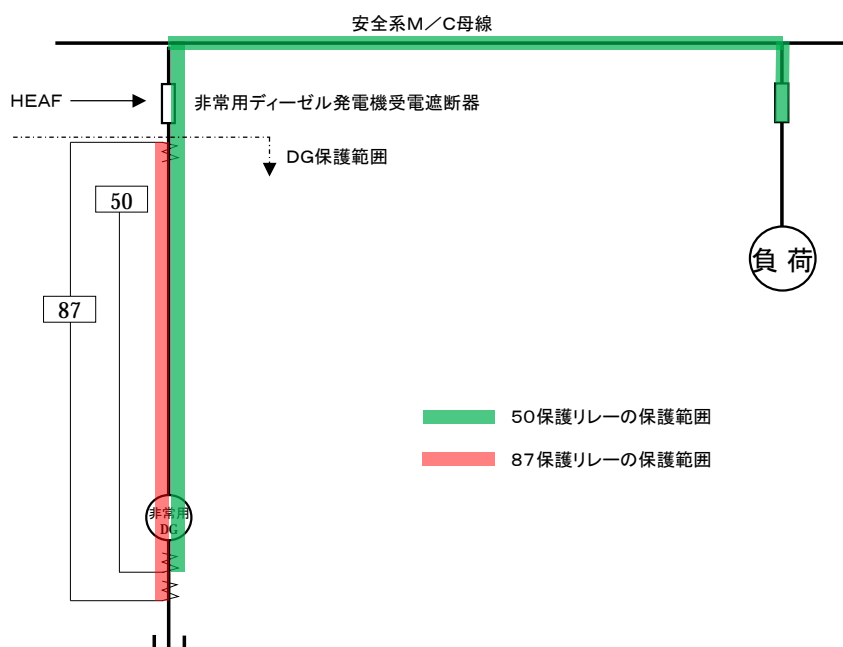 安全系M／C母線
HEAF
非常用ディーゼル発電機受電遮断器
DG保護範囲
50
負荷
87
50保護リレーの保護範囲
87保護リレーの保護範囲
非常用
DG